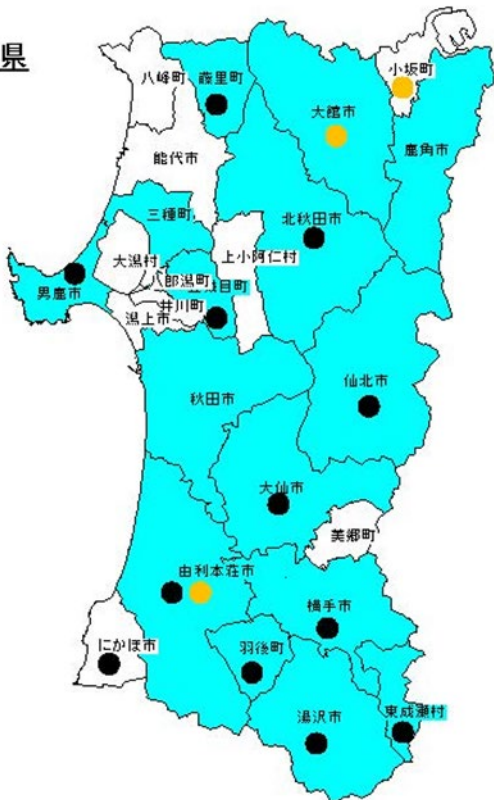 県
小坂町
八峰町
藤里町
大館市
鹿角市
能代市
三種町
北秋田市
上小阿仁村
大潟村
八郎潟町
男鹿市
目町
井川町
潟上市
仙北市
秋田市
大仙市
美郷町
由利本荘市
横手市
にかほ市
羽後町
湯沢市
東成瀬村